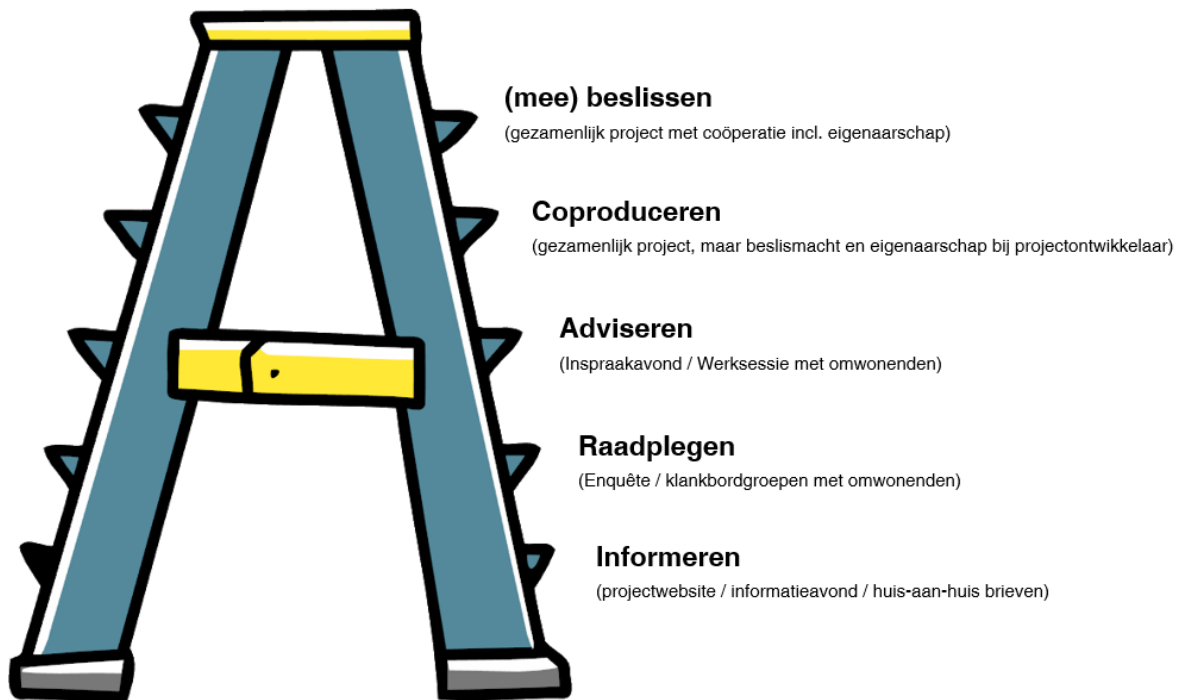 (mee) beslissen
(gezamenlijk project met coöperatie incl. eigenaarschap)
Coproduceren
(gezamenlijk project, maar beslismacht en eigenaarschap bij projectontwikkelaar)
Adviseren
(Inspraakavond / Werksessie met omwonenden)
Raadplegen
(Enquête / klankbordgroepen met omwonenden)
Informeren
(projectwebsite / informatieavond / huis-aan-huis brieven)